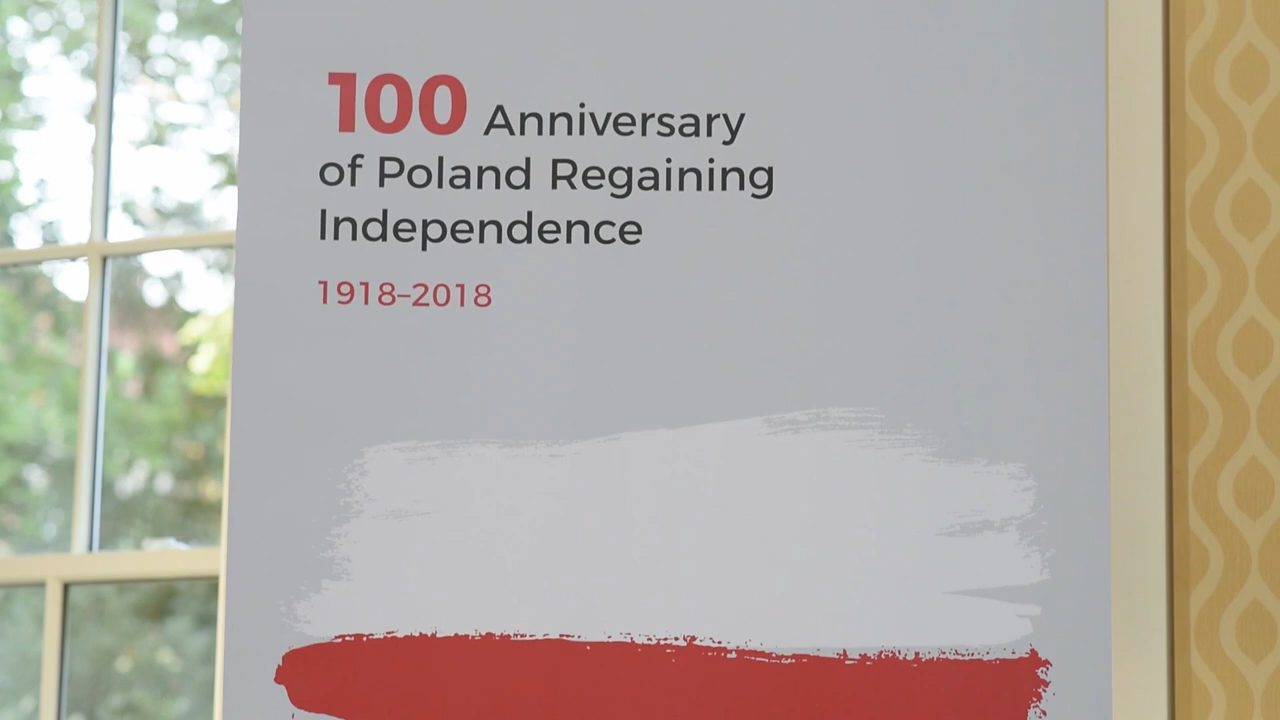 100 Anniversary
of Poland Regaining
Independence
1918–2018